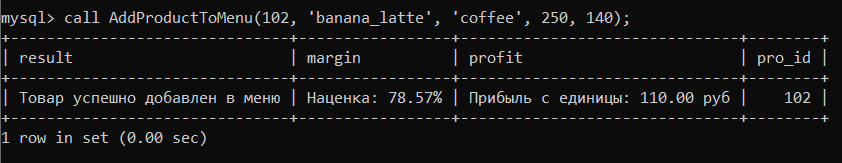 mysql> call AddProductToMenu(102, 'banana_latte', 'coffee', 250, 140);
+-------------------------------+-----------------+-------------------------------+--------+
| result                        | margin          | profit                        | pro_id |
+-------------------------------+-----------------+-------------------------------+--------+
| Товар успешно добавлен в меню | Наценка: 78.57% | Прибыль с единицы: 110.00 руб |    102 |
+-------------------------------+-----------------+-------------------------------+--------+
1 row in set (0.00 sec)